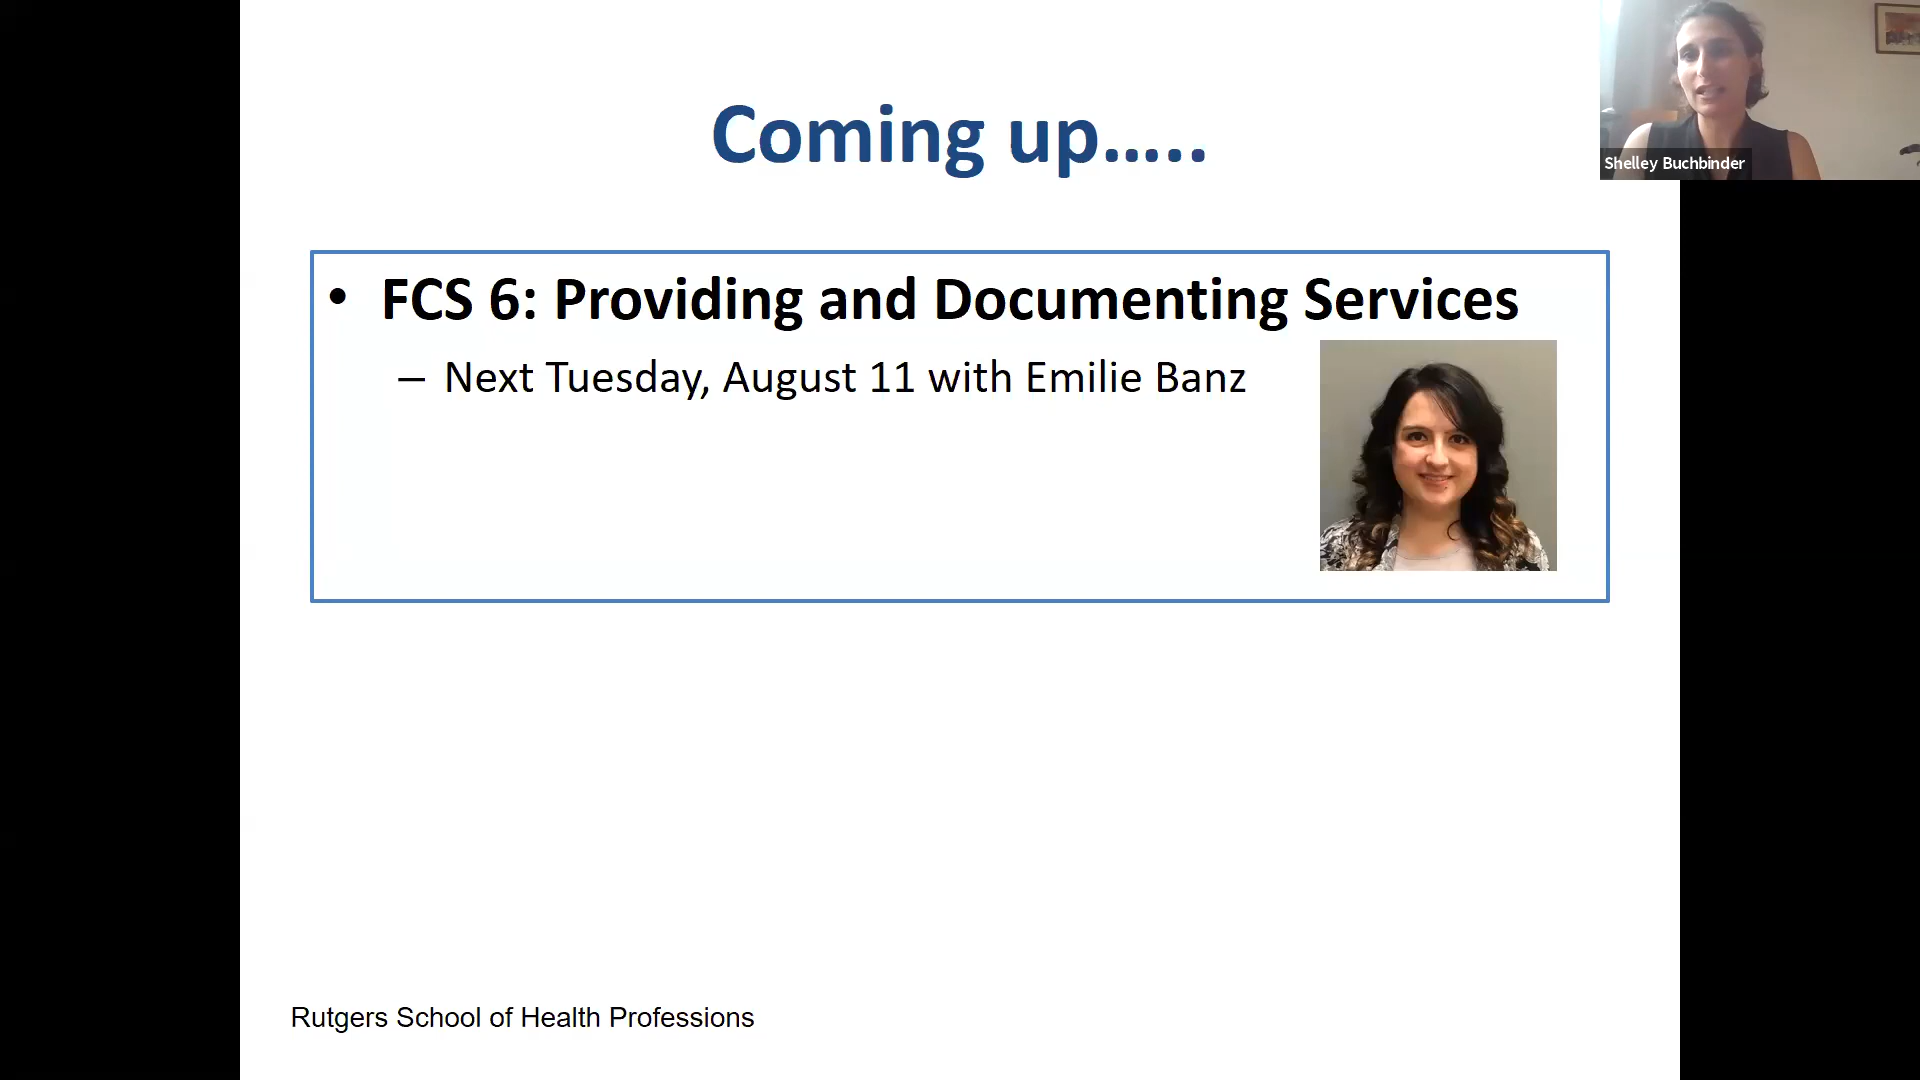 Coming up.....
Shelley Buchbinder
• FCS 6: Providing and Documenting Services
– Next Tuesday, August 11 with Emilie Banz
Rutgers School of Health Professions